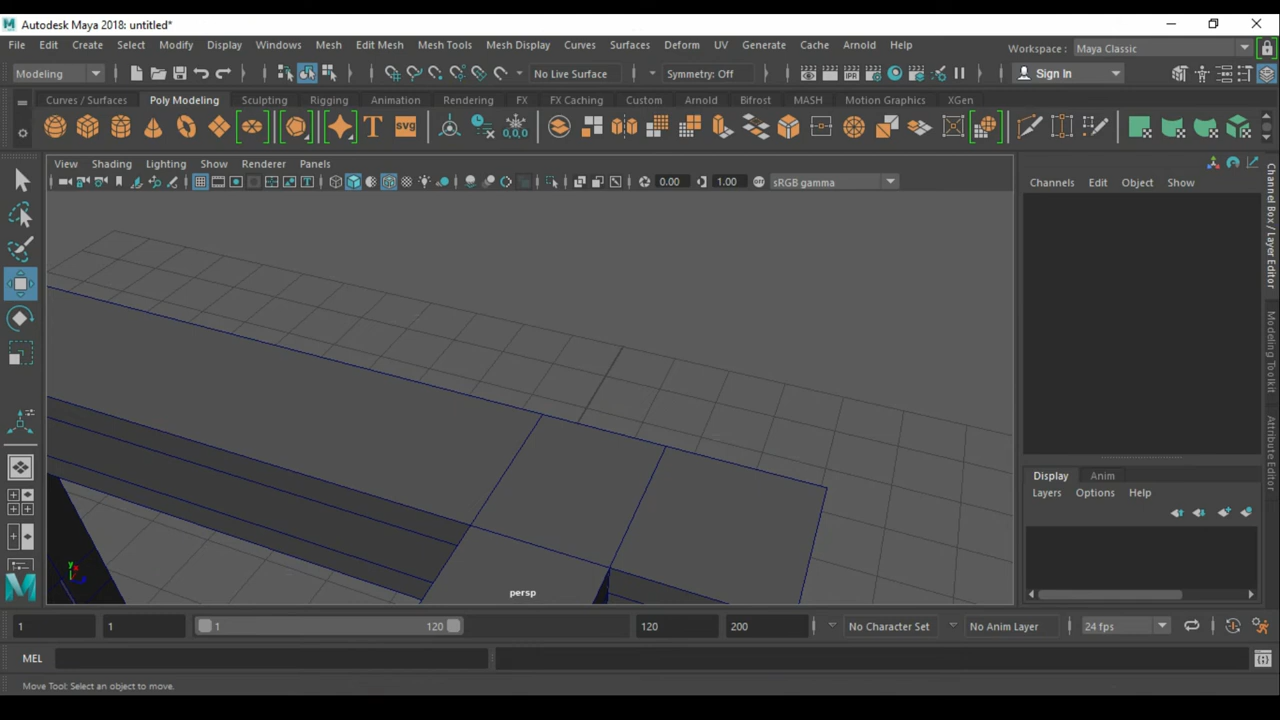 Autodesk Maya 2018: untitled*
File Edit Create Select Modify Display Windows Mesh Edit Mesh Mesh Tools Mesh Display Curves Surfaces Deform UV Generate Cache Arnold Help Workspace : Maya Classic
Modeling No Live Surface Symmetry: Off Sign In
Curves / Surfaces Poly Modeling Sculpting Rigging Animation Rendering FX FX Caching Custom Arnold Bifrost MASH Motion Graphics XGen
T svg 0,0,0
View Shading Lighting Show Renderer Panels
0.00 1.00 sRGB gamma
Channels Edit Object Show
Channel Box / Layer Editor
Modeling Toolkit
Attribute Editor
Display Anim
Layers Options Help
persp
1 1 1 120 120 200 No Character Set No Anim Layer 24 fps
MEL
Move Tool: Select an object to move.